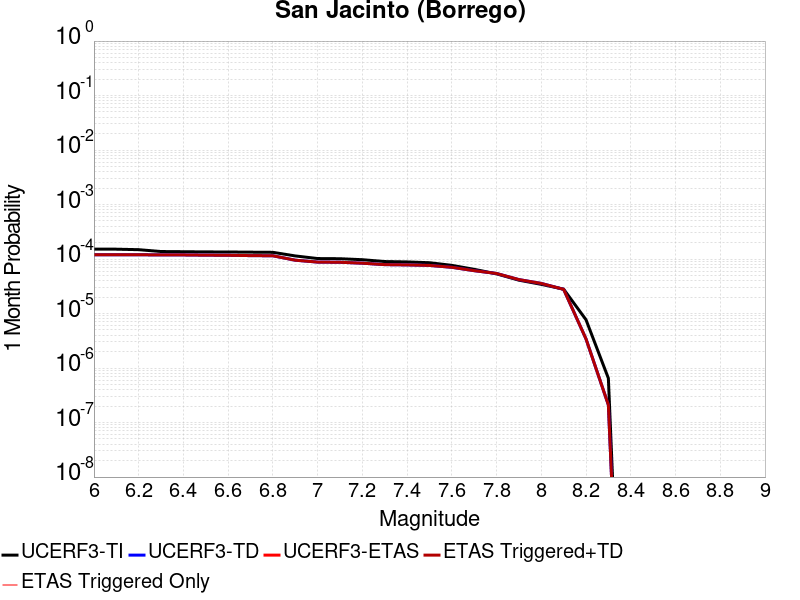 San Jacinto (Borrego)
10^0
10^-1
10^-2
10^-3
10^-4
10^-5
10^-6
10^-7
10^-8
1 Month Probability
6 6.2 6.4 6.6 6.8 7 7.2 7.4 7.6 7.8 8 8.2 8.4 8.6 8.8 9
Magnitude
UCERF3-TI UCERF3-TD UCERF3-ETAS ETAS Triggered+TD
ETAS Triggered Only